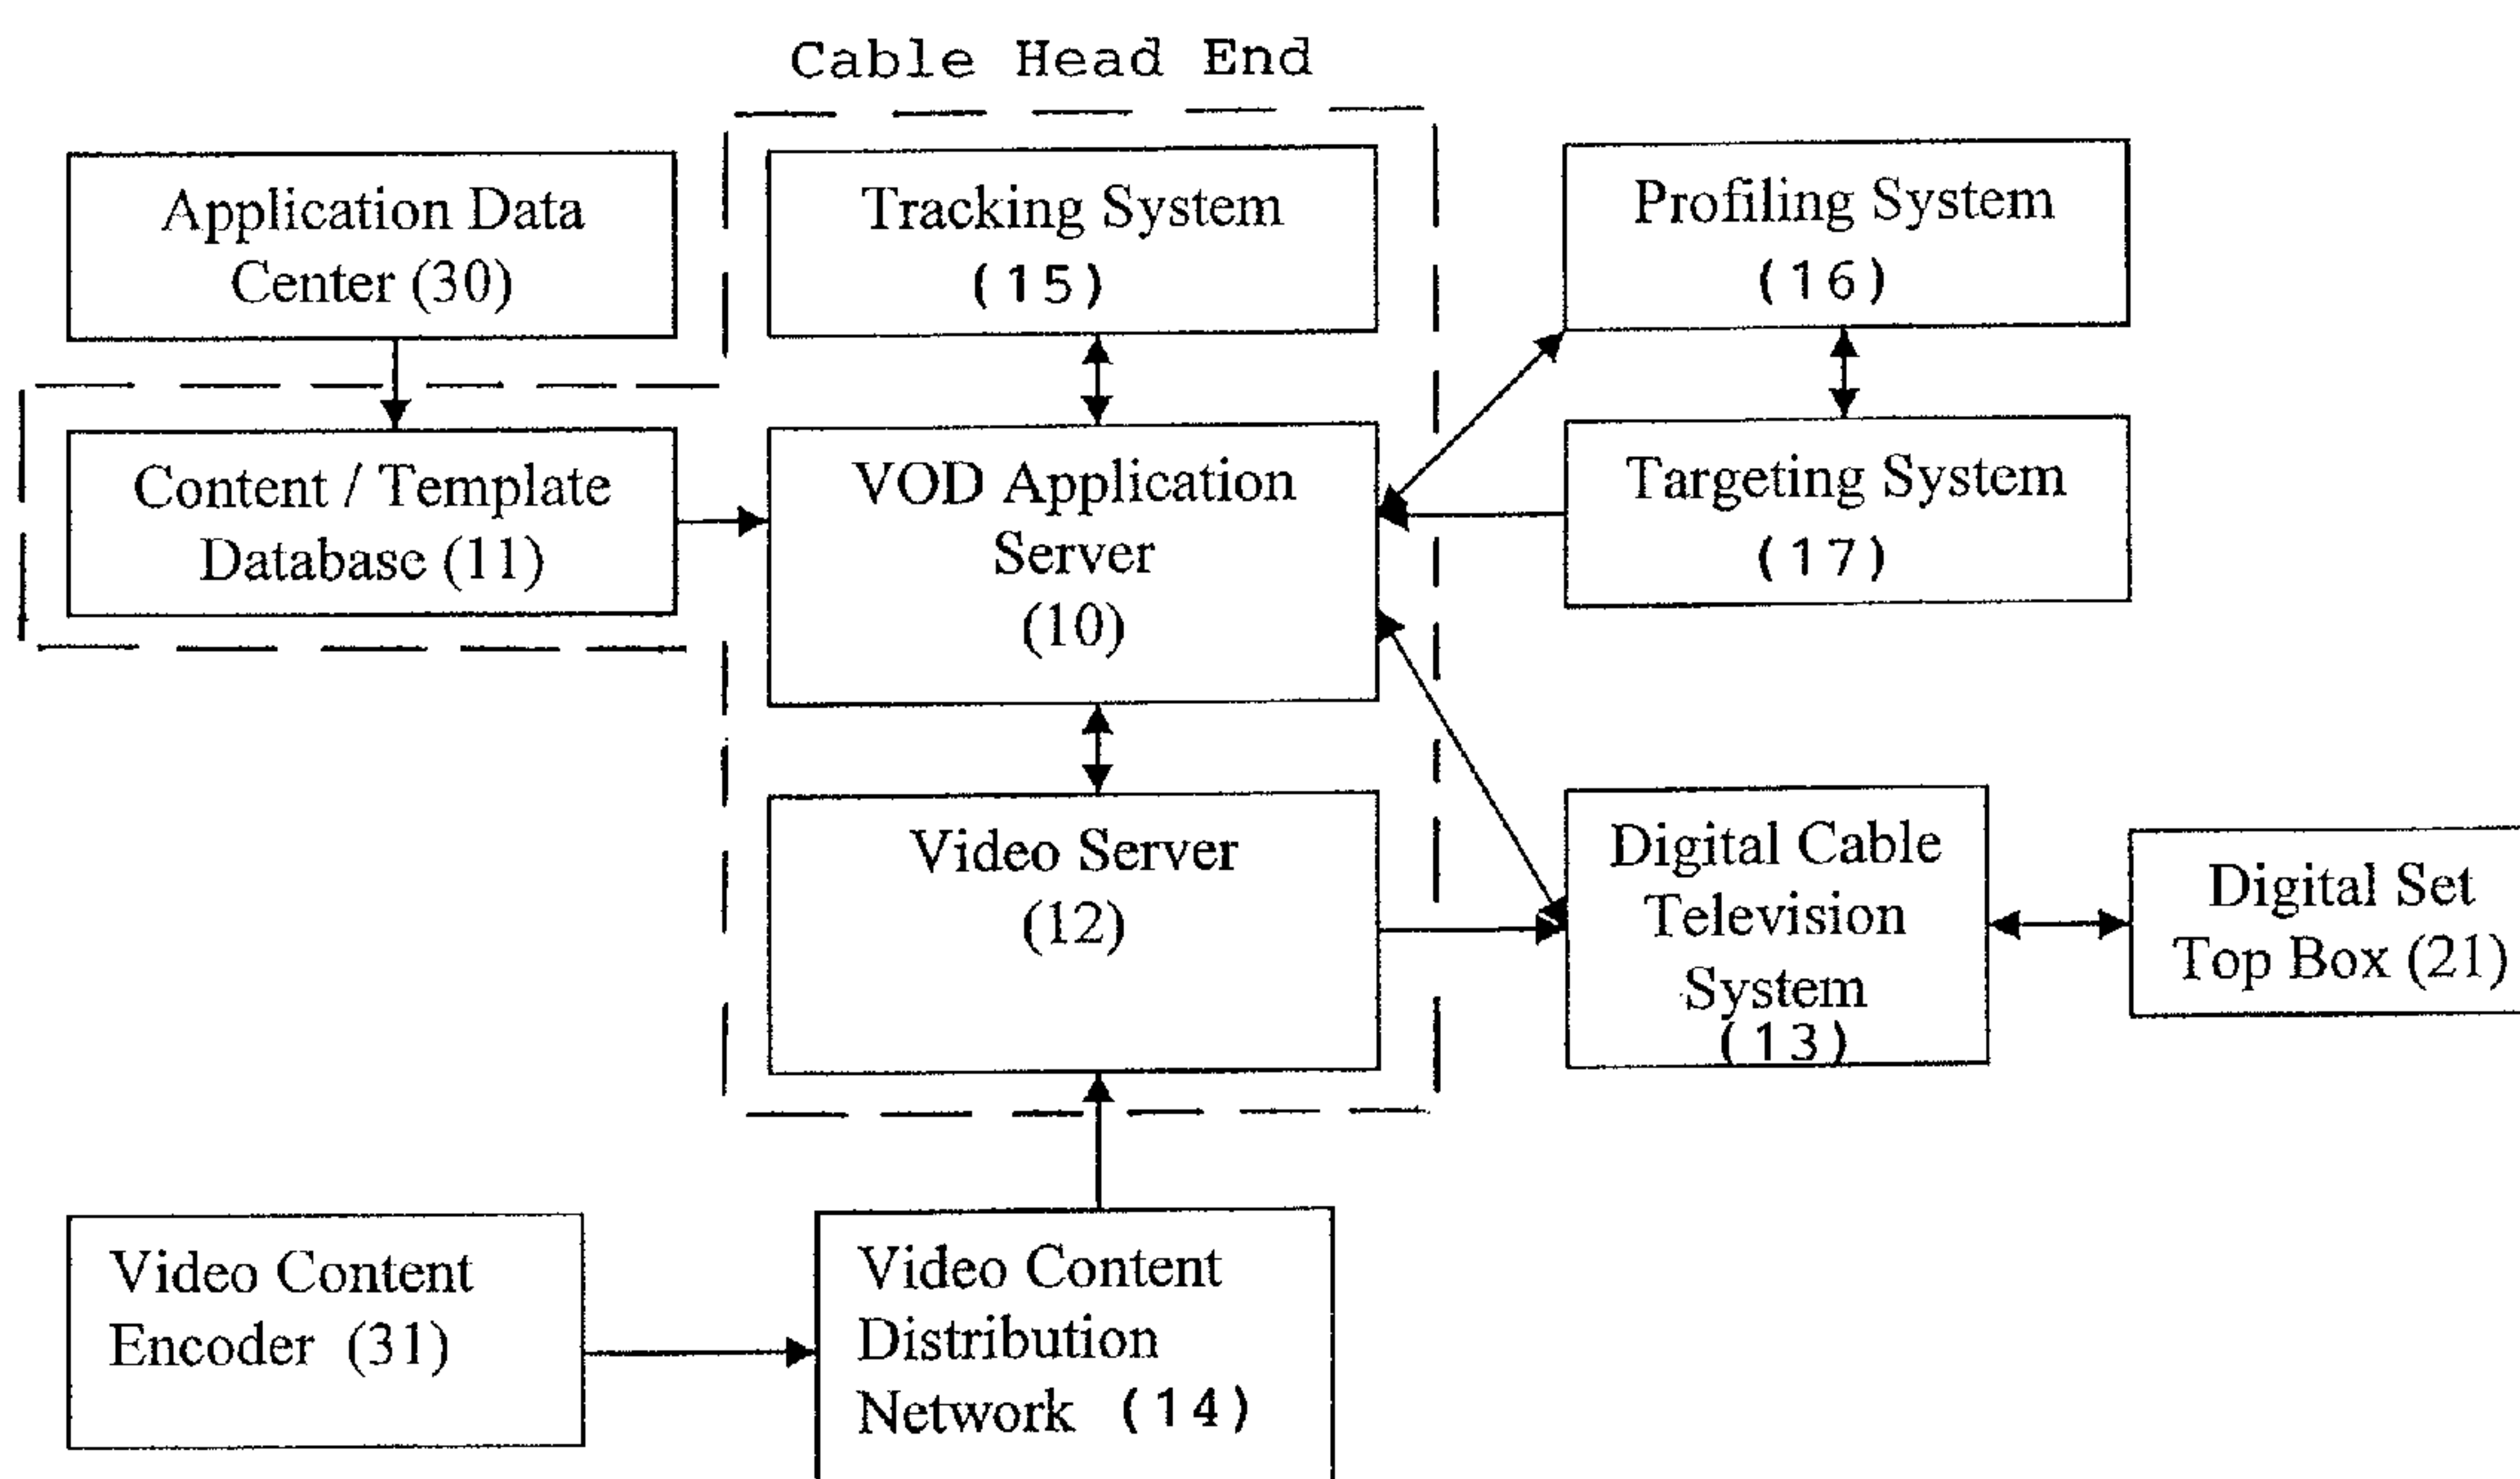 Cable Head End
Application Data
Center (30)
Tracking System
(15)
Profiling System
(16)
Content / Template
Database (11)
VOD Application
Server
(10)
Targeting System
(17)
Video Server
(12)
Digital Cable
Television
System
(13)
Digital Set
Top Box (21)
Video Content
Encoder (31)
Video Content
Distribution
Network (14)